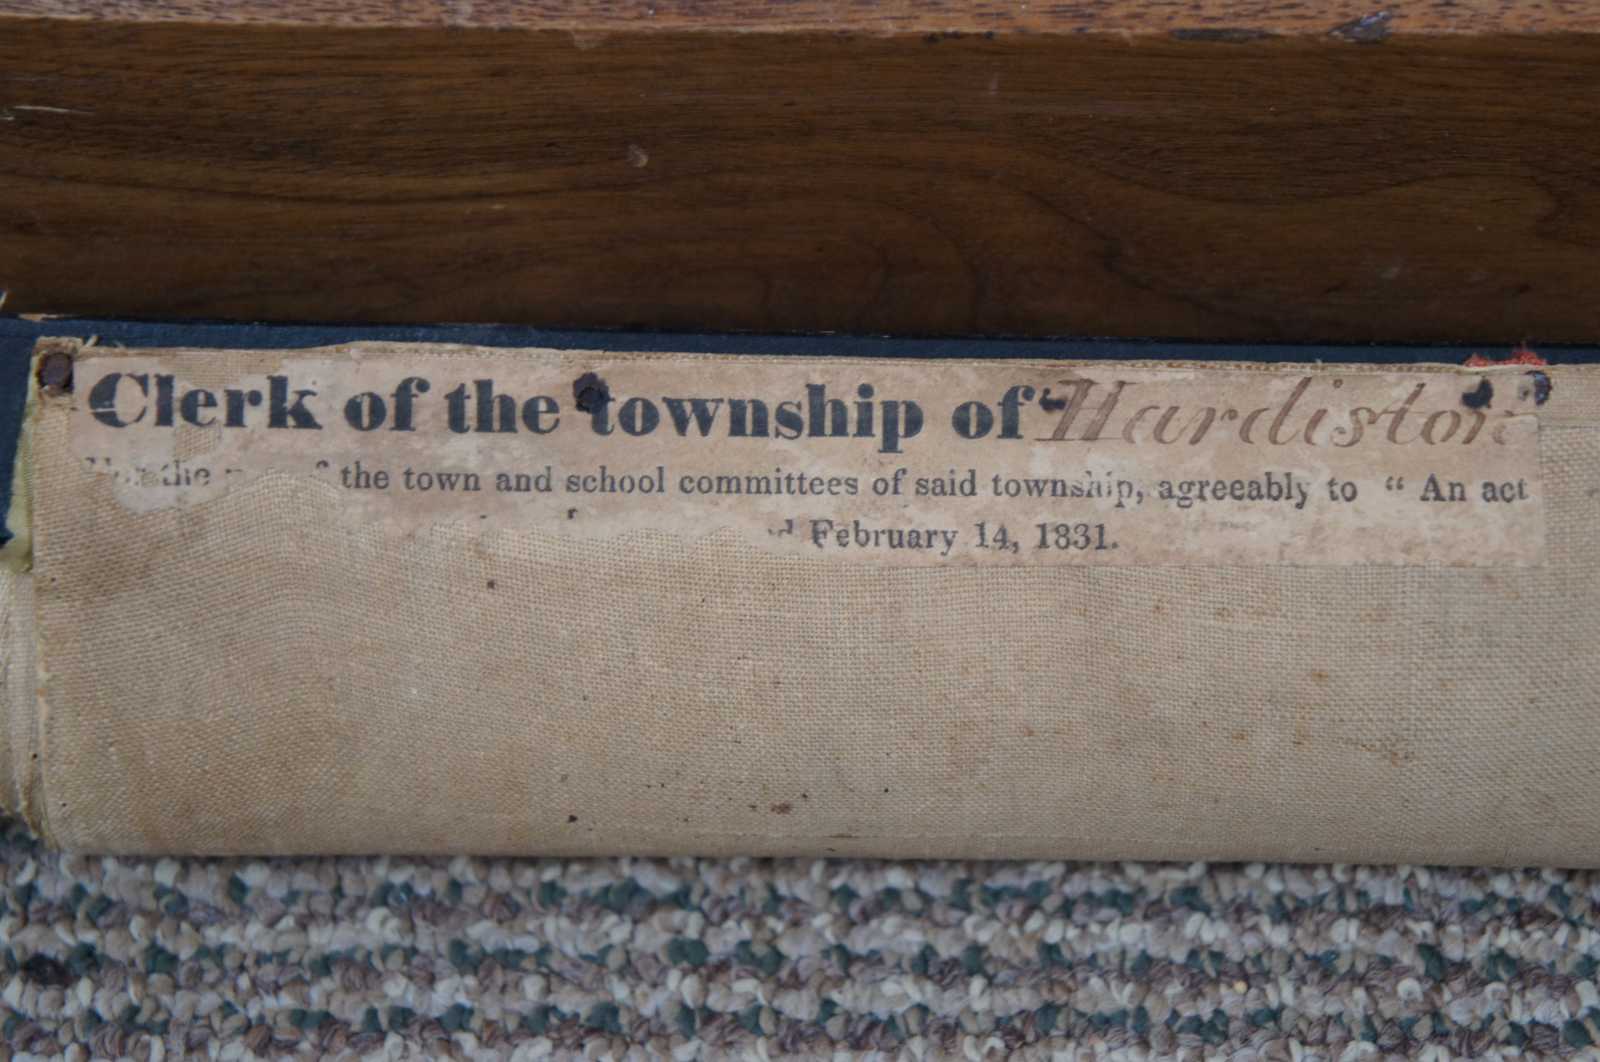 Clerk of the township of Hardiston
the the town and school committees of said township, agreeably to “ An act
February 14, 1831.